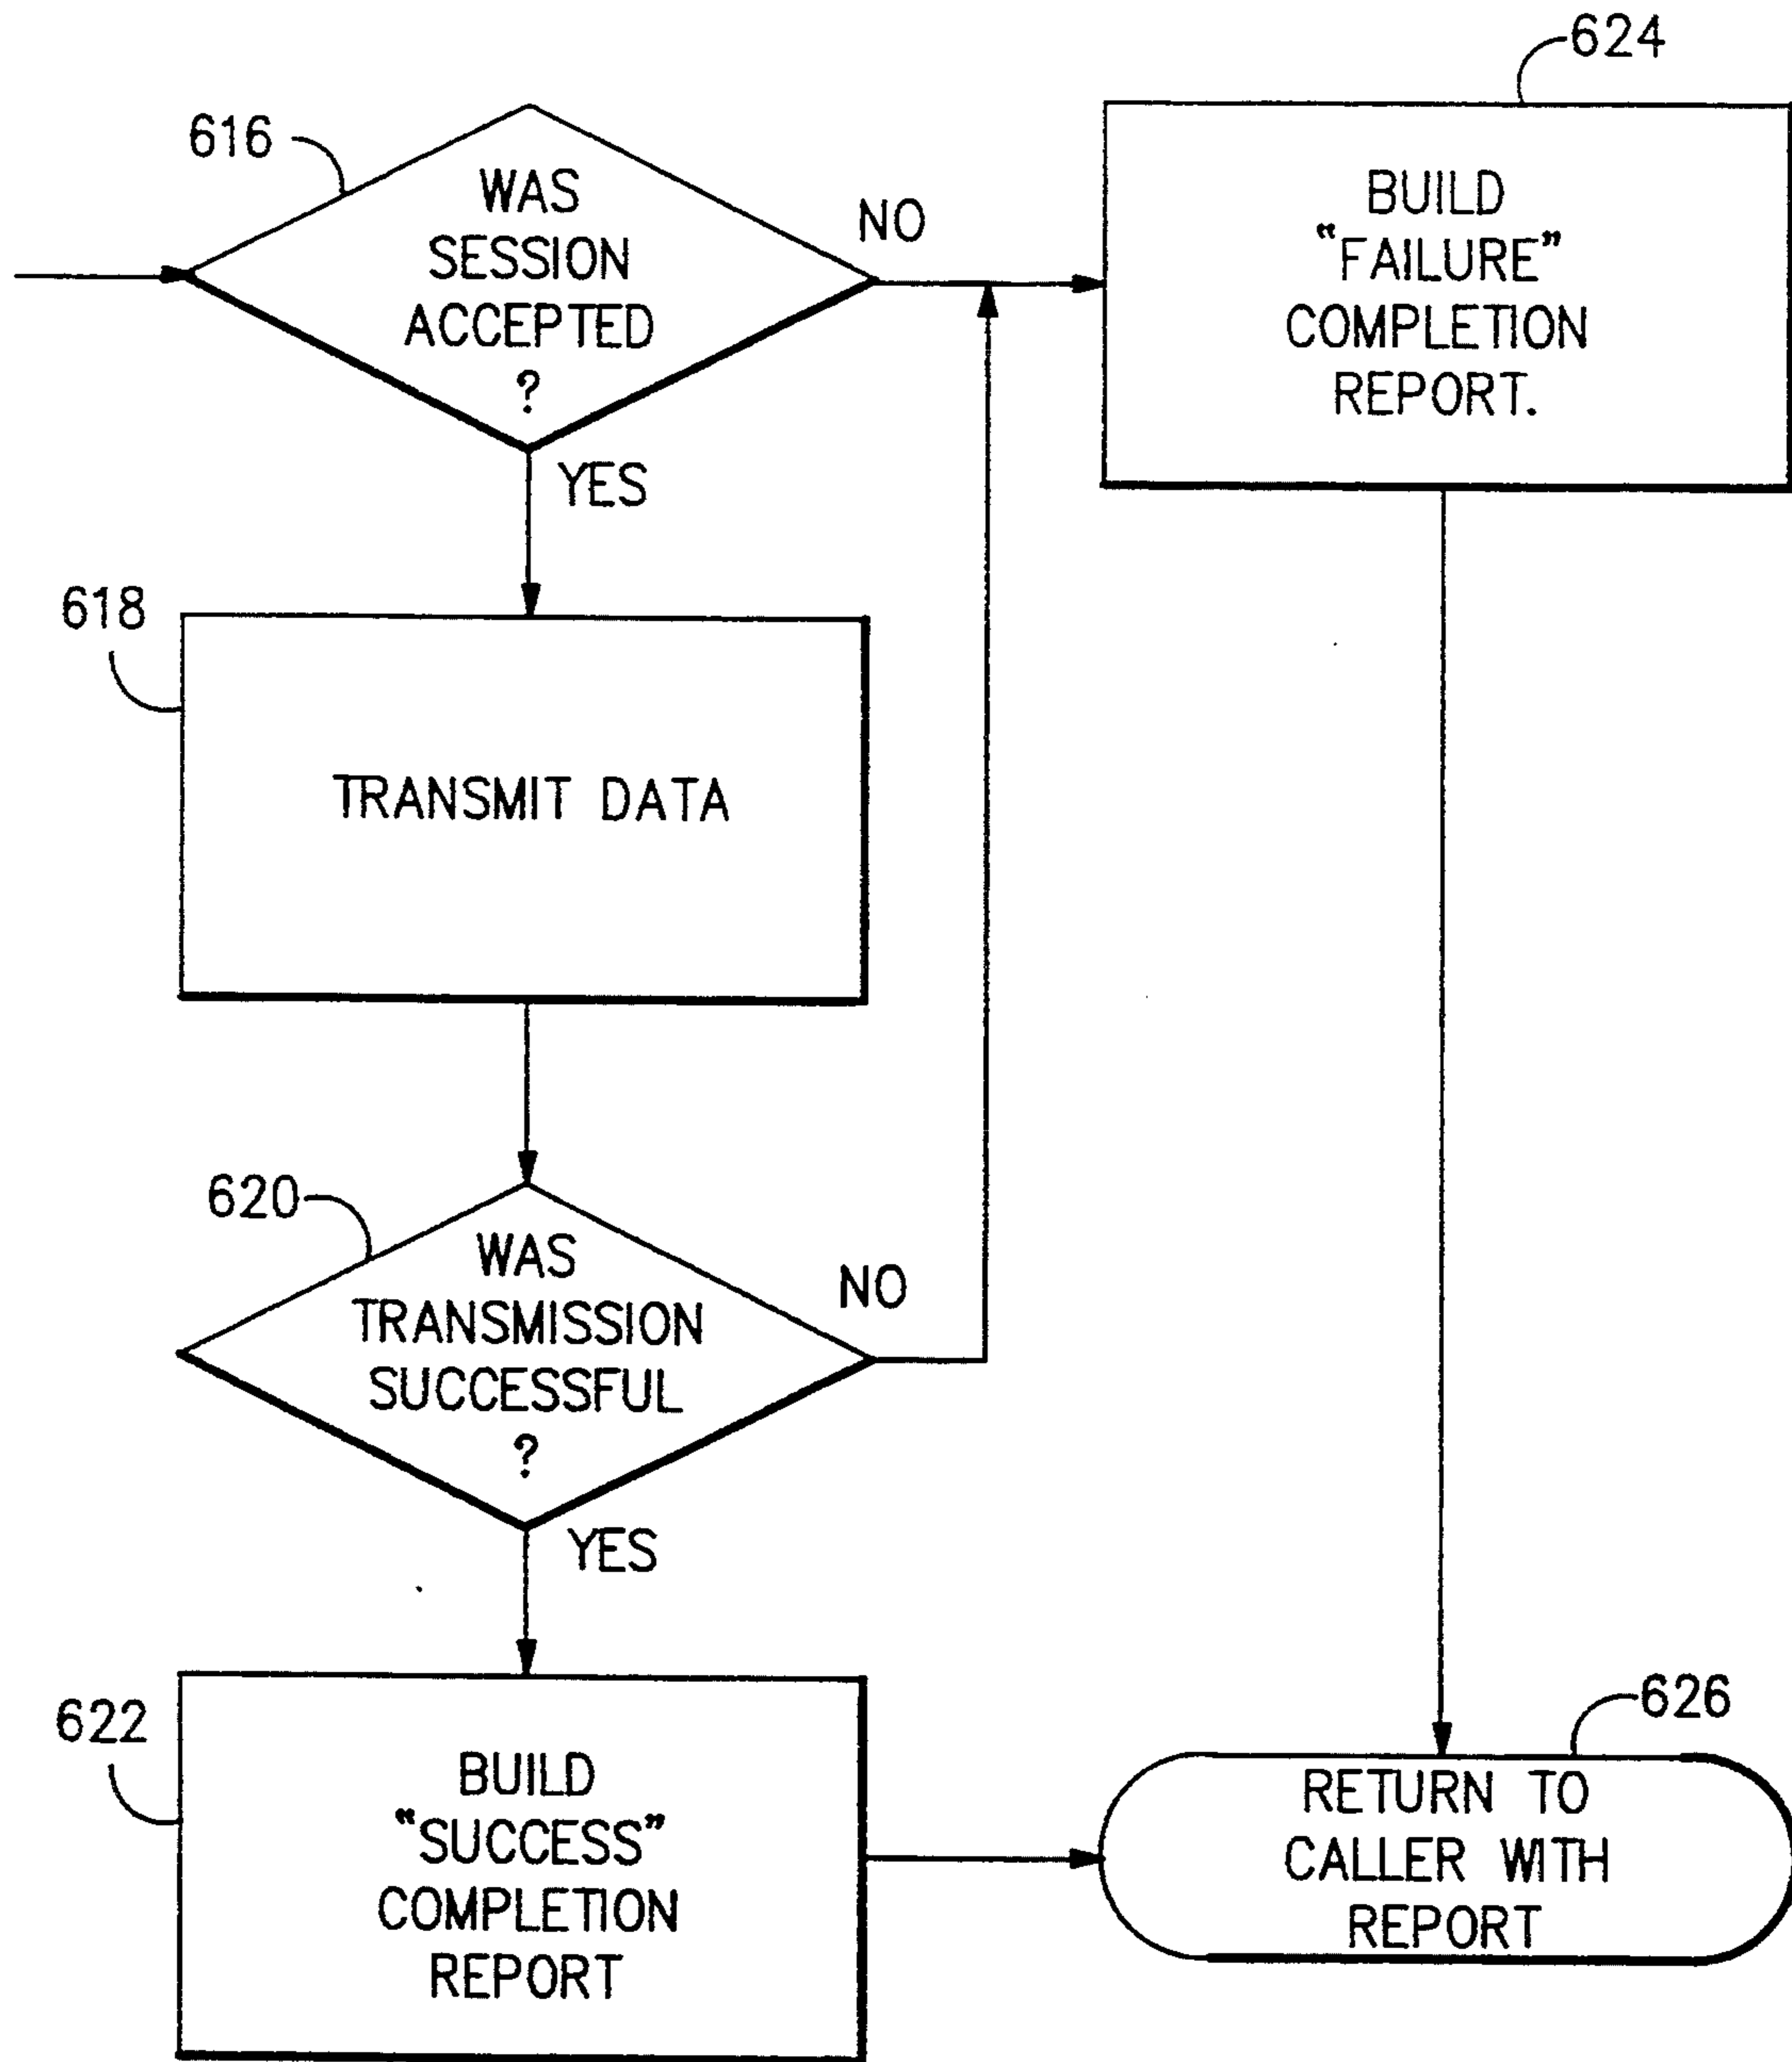 624
616
WAS
SESSION
ACCEPTED
?
NO
YES
BUILD
“FAILURE”
COMPLETION
REPORT.
618
TRANSMIT DATA
620
WAS
TRANSMISSION
SUCCESSFUL
?
NO
YES
622
BUILD
“SUCCESS”
COMPLETION
REPORT
626
RETURN TO
CALLER WITH
REPORT